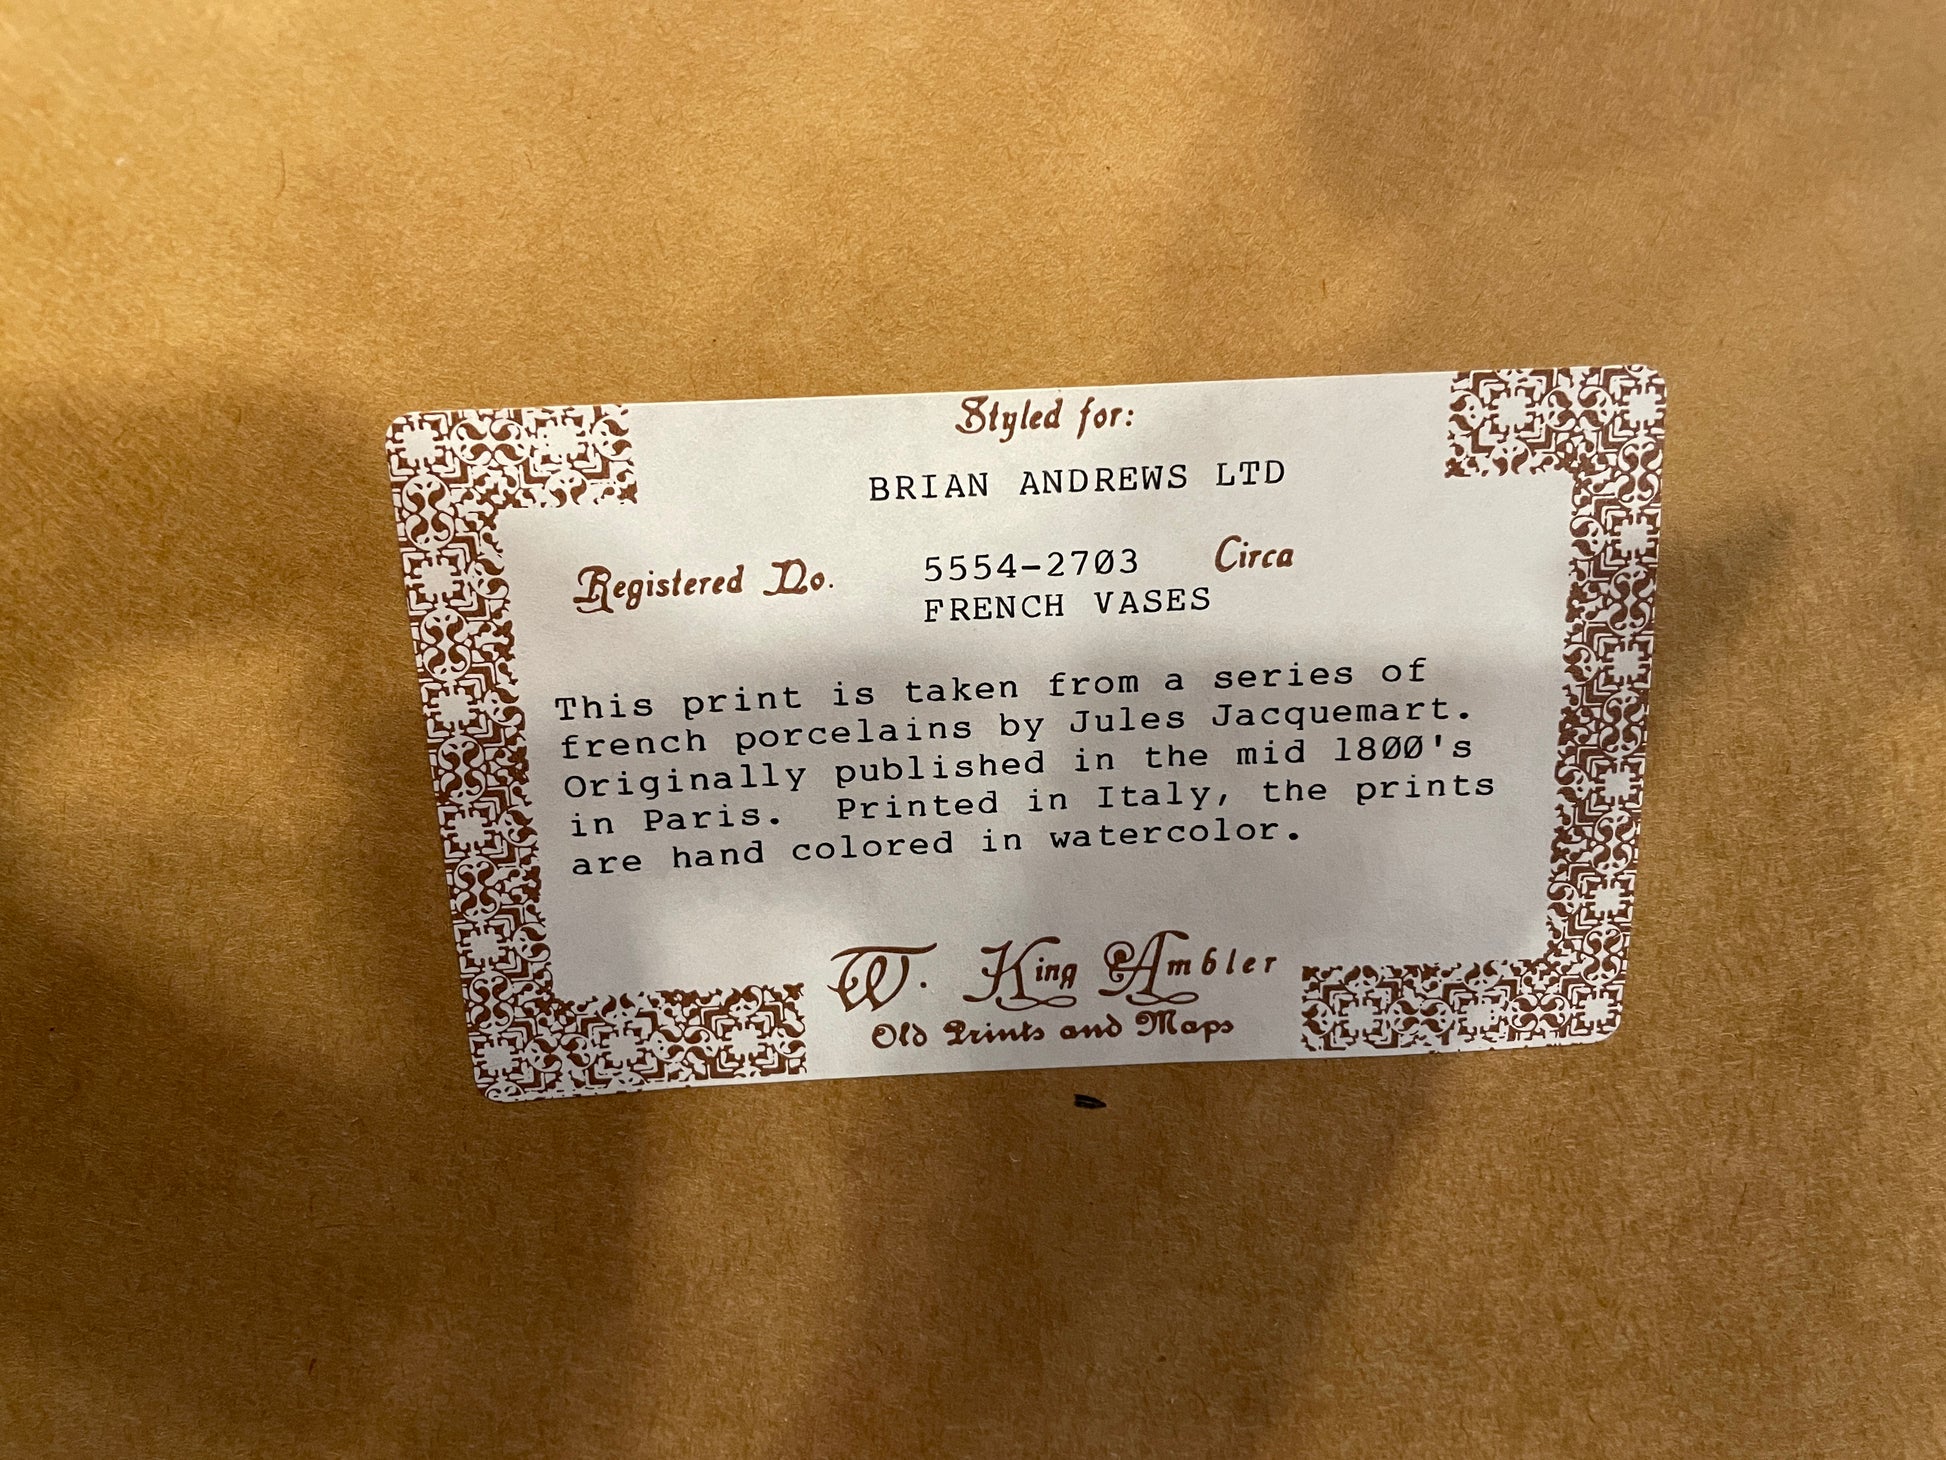 Styled for:
BRIAN ANDREWS LTD
Registered No. 5554-2703 Circa
FRENCH VASES
This print is taken from a series of
french porcelains by Jules Jacquemart.
Originally published in the mid 1800's
in Paris. Printed in Italy, the prints
are hand colored in watercolor.
W. King Ambler
Old Prints and Maps